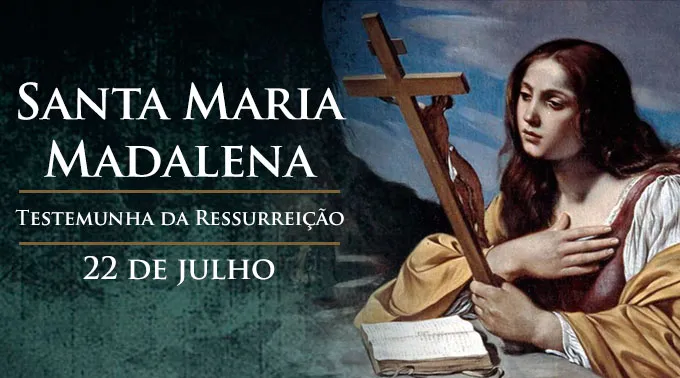 Santa Maria
Madalena
Testemunha da Ressurreição
22 de julho